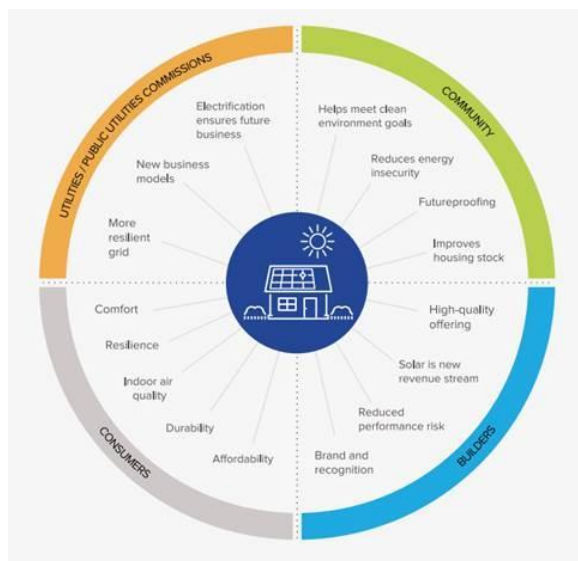 UTILITIES / PUBLIC UTILITIES COMMISSIONS
Electrification
ensures future
business
New business
models
More
resilient
grid
COMMUNITY
Helps meet clean
environment goals
Reduces energy
insecurity
Futureproofing
Improves
housing stock
CONSUMERS
Comfort
Resilience
Indoor air
quality
Durability
Affordability
BUILDERS
High-quality
offering
Solar is new
revenue stream
Reduced
performance risk
Brand and
recognition